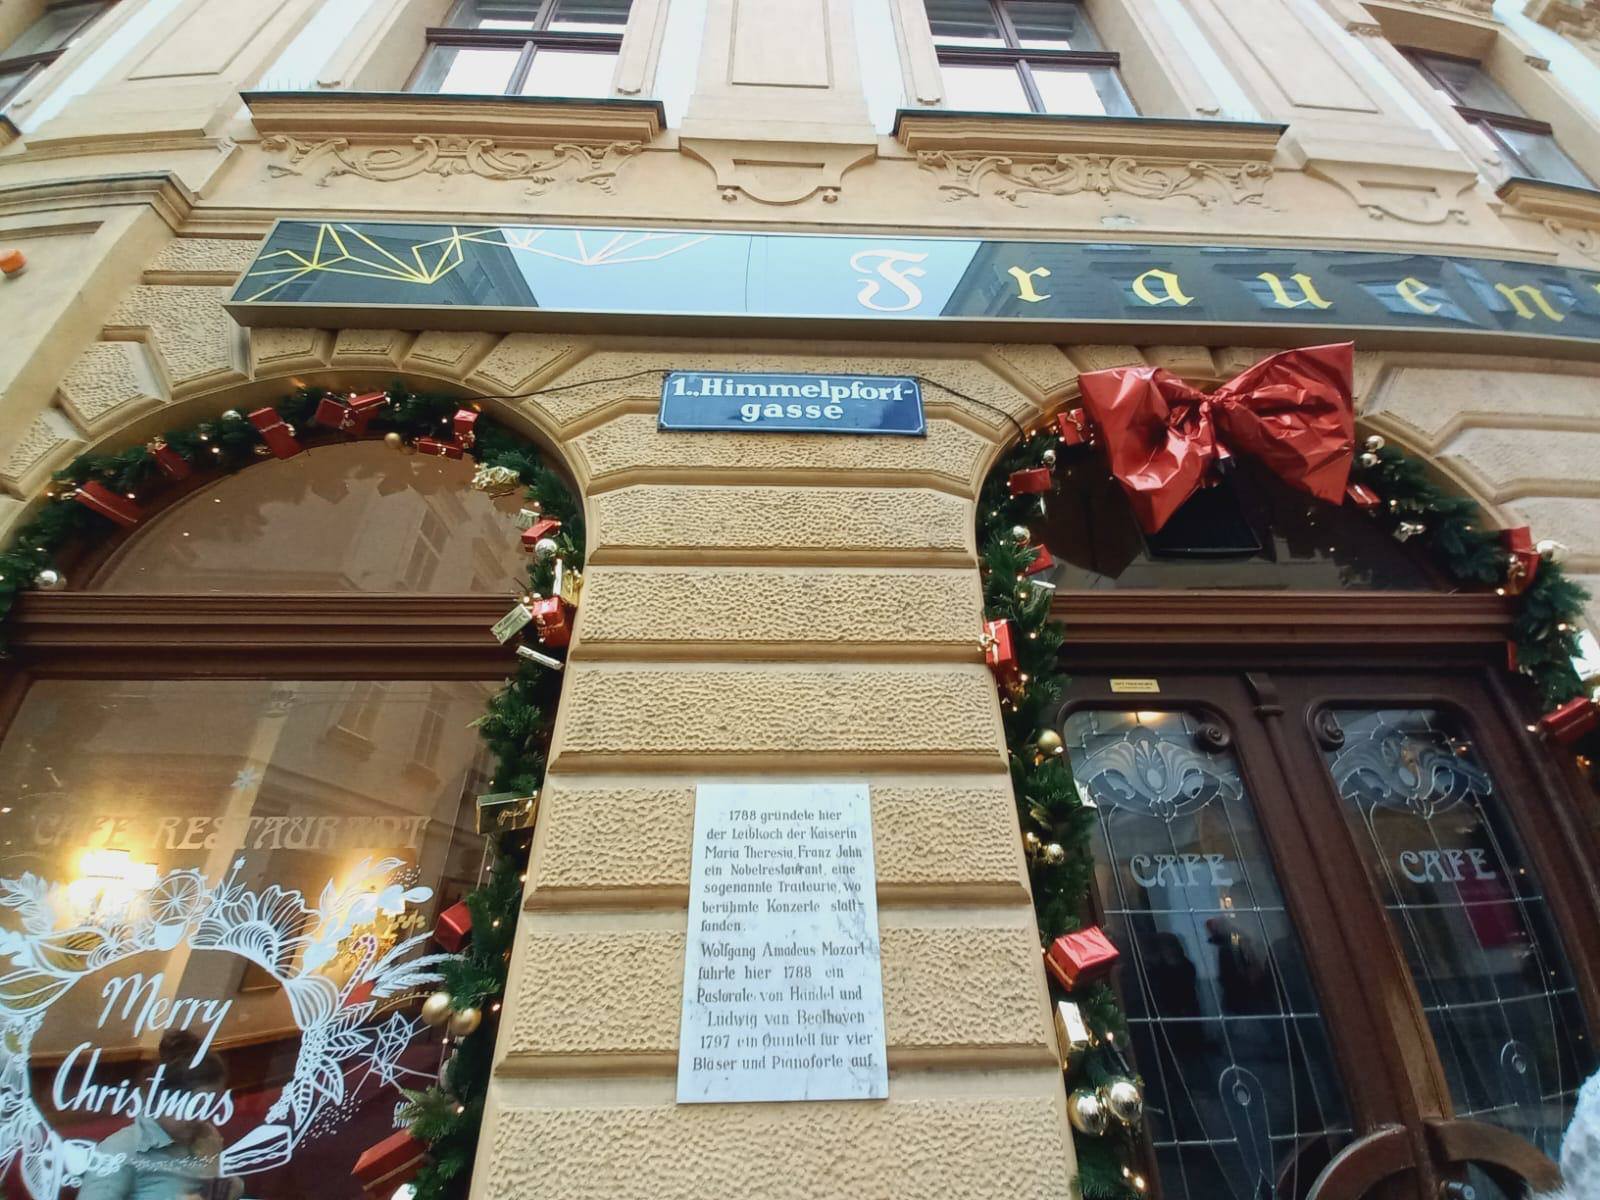 Frauen
1., Himmelpfort-
gasse
CAFE RESTAURANT
Merry
Christmas
1788 gründete hier
der Leibkoch der Kaiserin
Maria Theresia, Franz Jahn
ein Nobelrestaurant, eine
sogenannte Traiteurie, wo
berühmte Konzerte statt-
fanden.
Wolfgang Amadeus Mozart
führte hier 1788 ein
Pastorale von Händel und
Ludwig van Beethoven
1797 ein Quintett für vier
Bläser und Pianoforte auf.
CAFE
CAFE